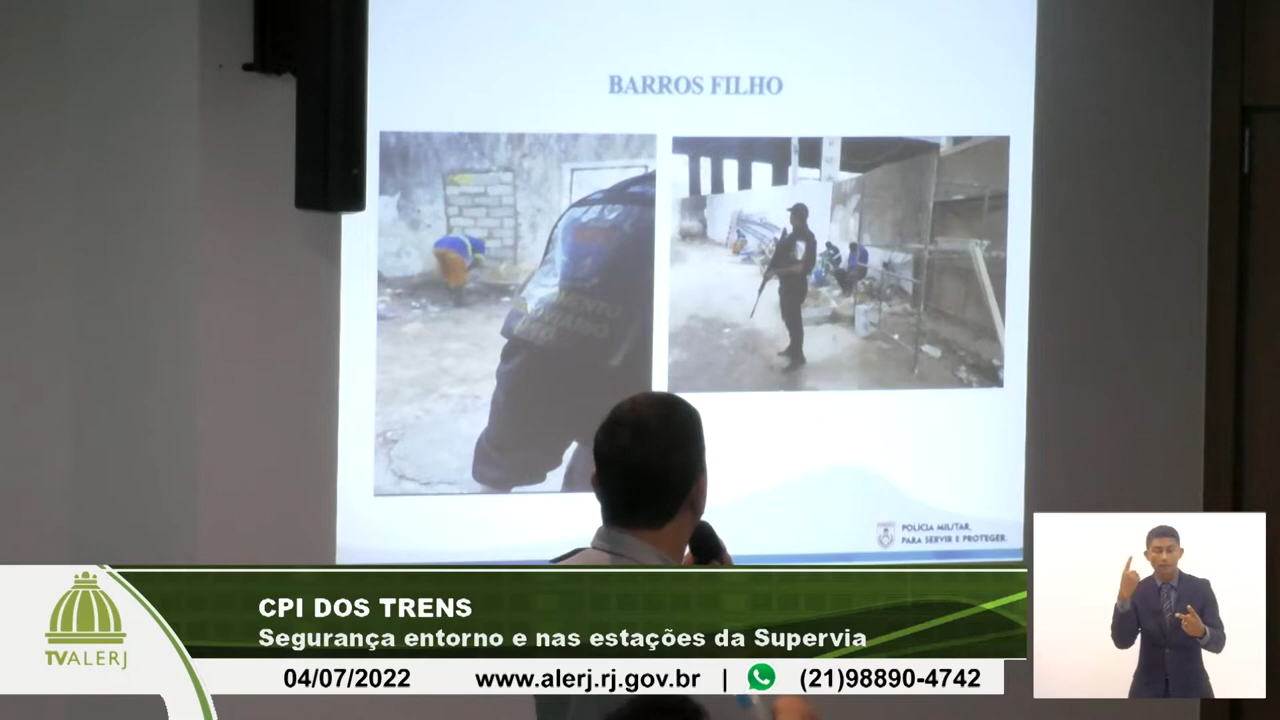 BARROS FILHO
POLÍCIA MILITAR,
PARA SERVIR E PROTEGER.
CPI DOS TRENS
Segurança entorno e nas estações da Supervia
TVALERJ
04/07/2022 www.alerj.rj.gov.br | (21)98890-4742